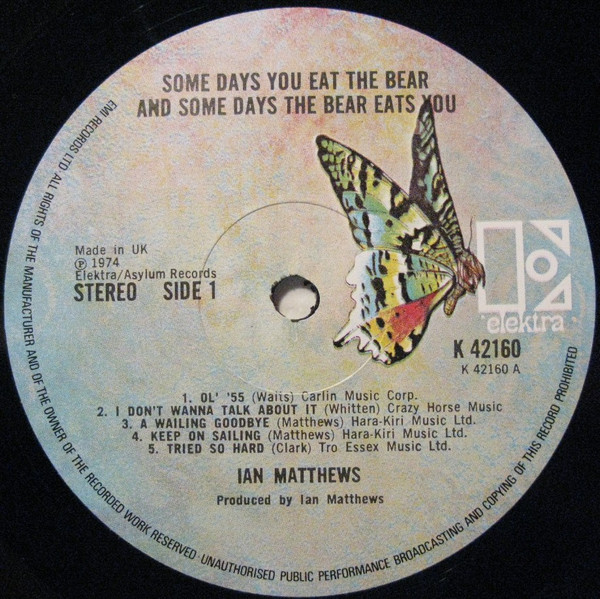 SOME DAYS YOU EAT THE BEAR
AND SOME DAYS THE BEAR EATS YOU
Made in UK
Ⓟ 1974
Elektra/Asylum Records
STEREO SIDE 1
elektra
K 42160
K 42160 A
1. OL' '55 (Waits) Carlin Music Corp.
2. I DON'T WANNA TALK ABOUT IT (Whitten) Crazy Horse Music
3. A WAILING GOODBYE (Matthews) Hara-Kiri Music Ltd.
4. KEEP ON SAILING (Matthews) Hara-Kiri Music Ltd.
5. TRIED SO HARD (Clark) Tro Essex Music Ltd.
IAN MATTHEWS
Produced by Ian Matthews
EMI RECORDS LTD ALL RIGHTS OF THE MANUFACTURER AND OF THE OWNER OF THE RECORDED WORK RESERVED · UNAUTHORISED PUBLIC PERFORMANCE BROADCASTING AND COPYING OF THIS RECORD PROHIBITED